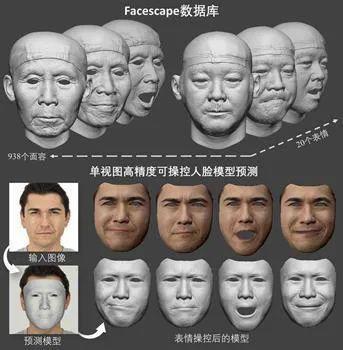 Facescape数据库
938个面容
20个表情
单视图高精度可操控人脸模型预测
输入图像
预测模型
表情操控后的模型